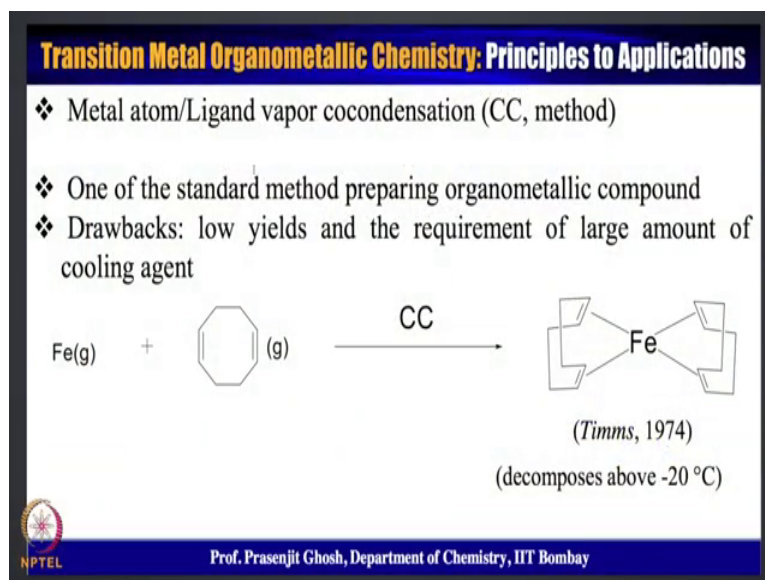 Transition Metal Organometallic Chemistry: Principles to Applications
❖ Metal atom/Ligand vapor cocondensation (CC, method)
❖ One of the standard method preparing organometallic compound
❖ Drawbacks: low yields and the requirement of large amount of
cooling agent
Fe(g) + (g) CC Fe
(Timms, 1974)
(decomposes above -20 °C)
NPTEL
Prof. Prasenjit Ghosh, Department of Chemistry, IIT Bombay